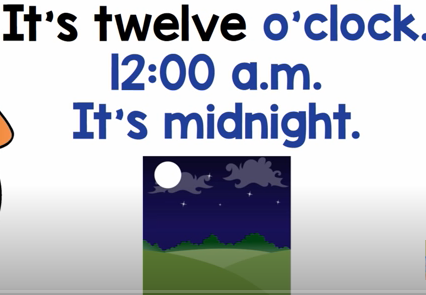 It's twelve o'clock.
12:00 a.m.
It's midnight.